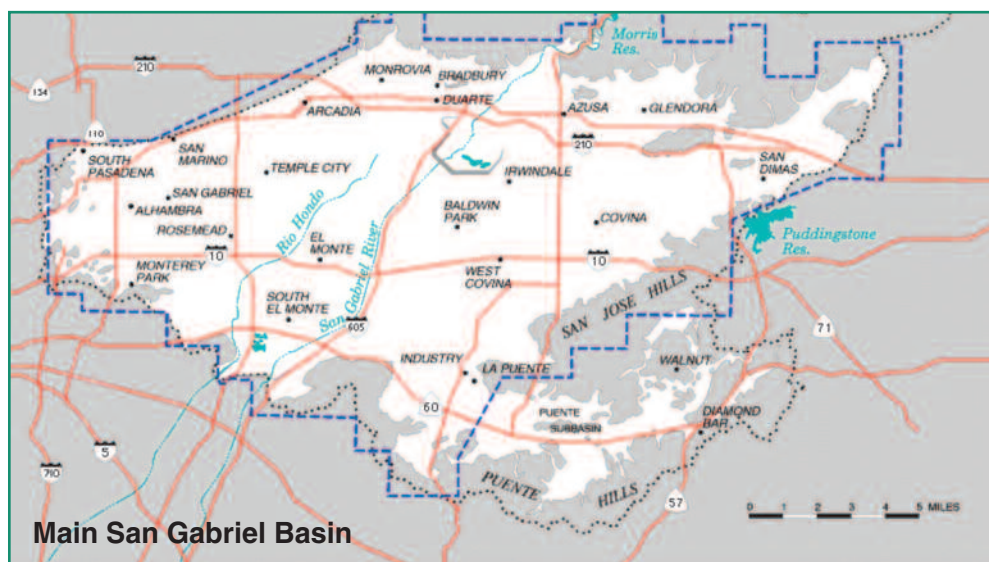 Morris
Res.
210
134
MONROVIA
BRADBURY
DUARTE
ARCADIA
AZUSA
GLENDORA
110
SOUTH
PASADENA
SAN
MARINO
210
TEMPLE CITY
SAN
DIMAS
IRWINDALE
SAN GABRIEL
ALHAMBRA
Rio Hondo
BALDWIN
PARK
COVINA
ROSEMEAD
Puddingstone
Res.
10
EL
MONTE
San Gabriel River
10
MONTEREY
PARK
WEST
COVINA
SOUTH
EL MONTE
605
SAN JOSE HILLS
71
INDUSTRY
LA PUENTE
WALNUT
60
PUENTE
SUBBASIN
DIAMOND
BAR
5
710
PUENTE HILLS
57
0 1 2 3 4 5 MILES
Main San Gabriel Basin